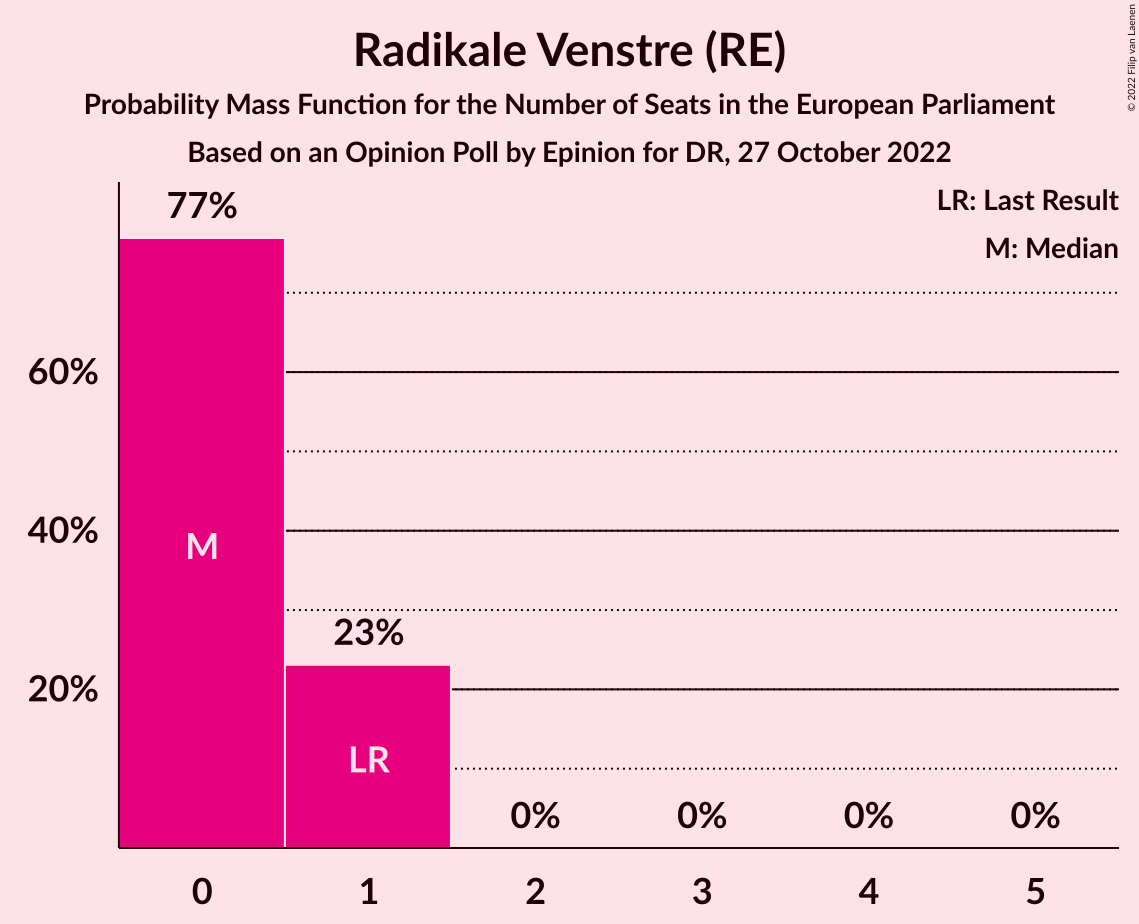 Radikale Venstre (RE)
Probability Mass Function for the Number of Seats in the European Parliament
Based on an Opinion Poll by Epinion for DR, 27 October 2022
© 2022 Filip van Laenen
LR: Last Result
M: Median
77%
60%
40%
20%
M
23%
LR
0%
0%
0%
0%
0
1
2
3
4
5